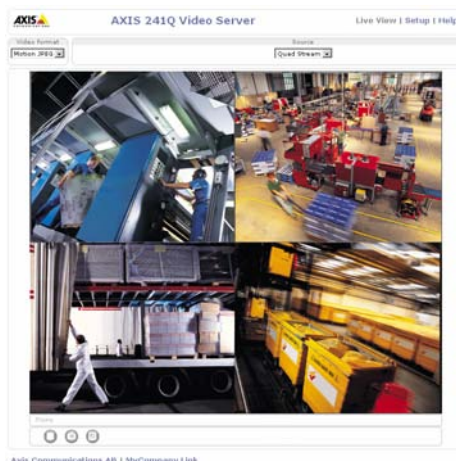 AXIS
AXIS 241Q Video Server
Live View | Setup | Help
Video Format
Source
Motion JPEG
Quad Stream
Axis Communications AB | MyCompany Link